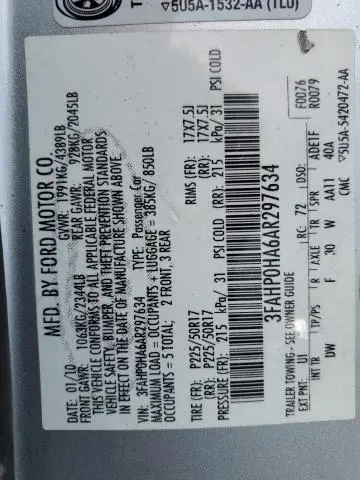 ▽5U5A-1532-AA (TL0)
MFD. BY FORD MOTOR CO.
DATE: 01/10 GVWR: 1991KG/4389LB
FRONT GAWR: 1063KG/2344LB REAR GAWR: 928KG/2045LB
THIS VEHICLE CONFORMS TO ALL APPLICABLE FEDERAL MOTOR
VEHICLE SAFETY, BUMPER, AND THEFT PREVENTION STANDARDS
IN EFFECT ON THE DATE OF MANUFACTURE SHOWN ABOVE.
VIN: 3FAHP0HA6AR297634 TYPE: Passenger Car
MAXIMUM LOAD = OCCUPANTS + LUGGAGE = 385KG/ 850LB
OCCUPANTS = 5 TOTAL: 2 FRONT, 3 REAR
TIRE (FR): P225/50R17 RIMS (FR): 17X7.5J
(RR): P225/50R17 (RR): 17X7.5J
PRESSURE (FR): 215 kPa/ 31 PSI COLD (RR): 215 kPa/ 31 PSI COLD
3FAHP0HA6AR297634
F0076
R0079
TRAILER TOWING - SEE OWNER GUIDE
EXT PNT: UI RC: 72 DSO:
INT TR TP/PS R AXLE TR SPR ADE1F
DW F 30 W AA11 40A
CMC ▽5U5A-5420472-AA